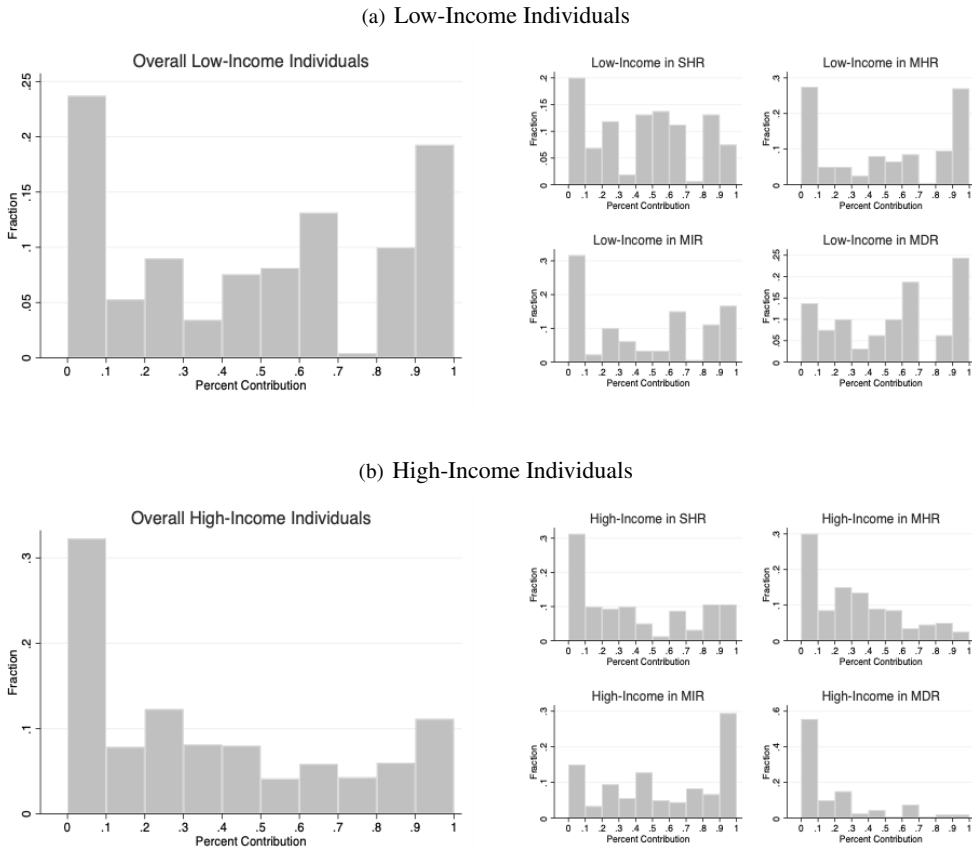 (a) Low-Income Individuals
Overall Low-Income Individuals
Fraction
.25
.2
.15
.1
.05
0
0 .1 .2 .3 .4 .5 .6 .7 .8 .9 1
Percent Contribution
Low-Income in SHR
Fraction
.2
.15
.1
.05
0
0 .1 .2 .3 .4 .5 .6 .7 .8 .9 1
Percent Contribution
Low-Income in MHR
Fraction
.3
.2
.1
0
0 .1 .2 .3 .4 .5 .6 .7 .8 .9 1
Percent Contribution
Low-Income in MIR
Fraction
.3
.2
.1
0
0 .1 .2 .3 .4 .5 .6 .7 .8 .9 1
Percent Contribution
Low-Income in MDR
Fraction
.25
.2
.15
.1
.05
0
0 .1 .2 .3 .4 .5 .6 .7 .8 .9 1
Percent Contribution
(b) High-Income Individuals
Overall High-Income Individuals
Fraction
.3
.2
.1
0
0 .1 .2 .3 .4 .5 .6 .7 .8 .9 1
Percent Contribution
High-Income in SHR
Fraction
.3
.2
.1
0
0 .1 .2 .3 .4 .5 .6 .7 .8 .9 1
Percent Contribution
High-Income in MHR
Fraction
.3
.2
.1
0
0 .1 .2 .3 .4 .5 .6 .7 .8 .9 1
Percent Contribution
High-Income in MIR
Fraction
.3
.2
.1
0
0 .1 .2 .3 .4 .5 .6 .7 .8 .9 1
Percent Contribution
High-Income in MDR
Fraction
.6
.4
.2
0
0 .1 .2 .3 .4 .5 .6 .7 .8 .9 1
Percent Contribution